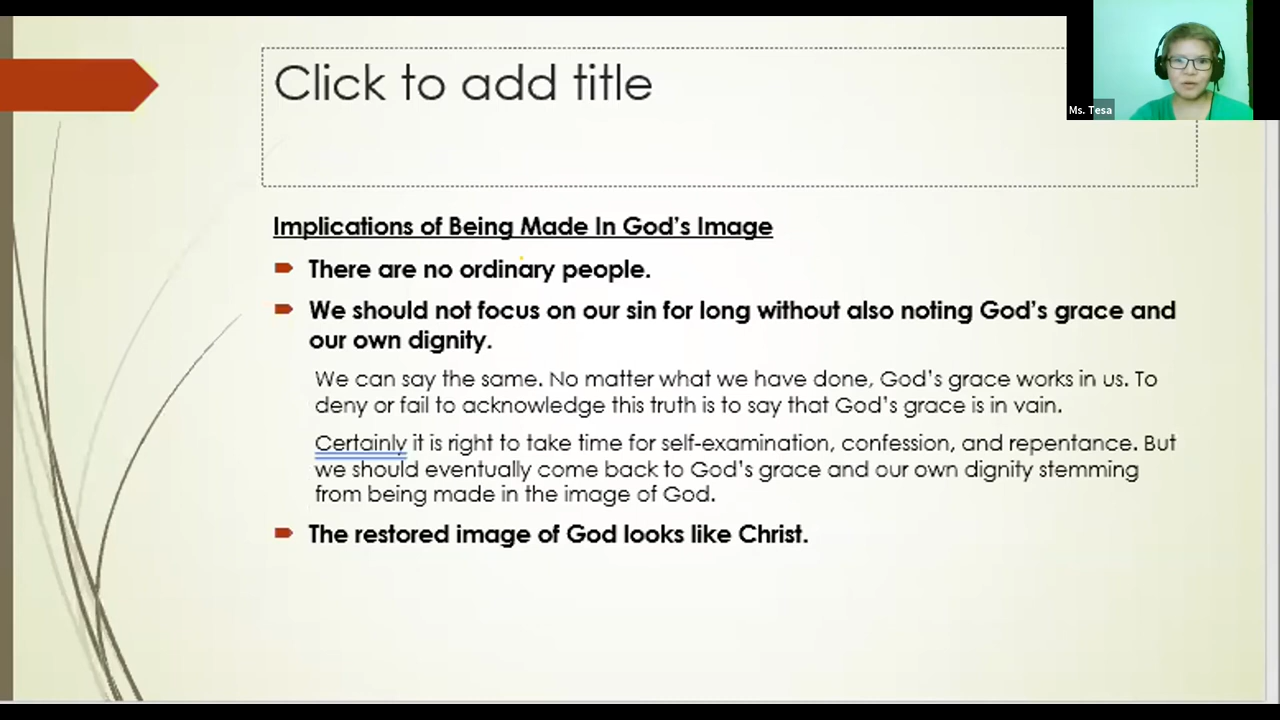 Click to add title
Ms. Tesa
Implications of Being Made In God's Image
There are no ordinary people.
We should not focus on our sin for long without also noting God's grace and
our own dignity.
We can say the same. No matter what we have done, God's grace works in us. To
deny or fail to acknowledge this truth is to say that God's grace is in vain.
Certainly it is right to take time for self-examination, confession, and repentance. But
we should eventually come back to God's grace and our own dignity stemming
from being made in the image of God.
The restored image of God looks like Christ.